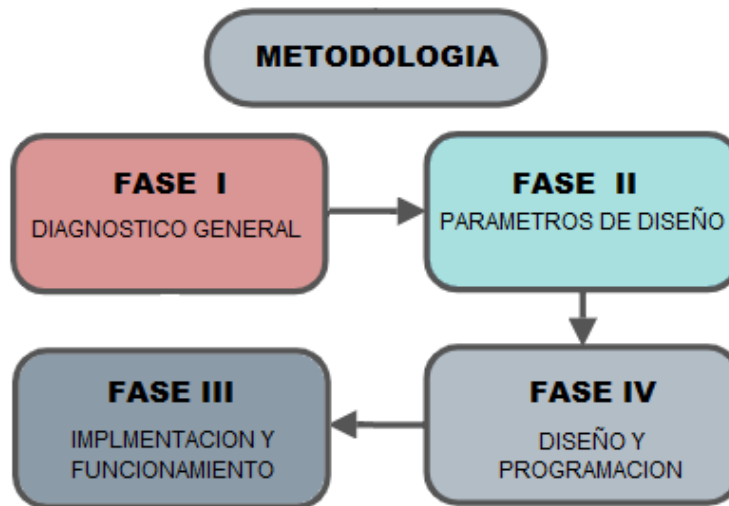 METODOLOGIA
FASE I
DIAGNOSTICO GENERAL
FASE II
PARAMETROS DE DISEÑO
FASE III
IMPLMENTACION Y
FUNCIONAMIENTO
FASE IV
DISEÑO Y
PROGRAMACION